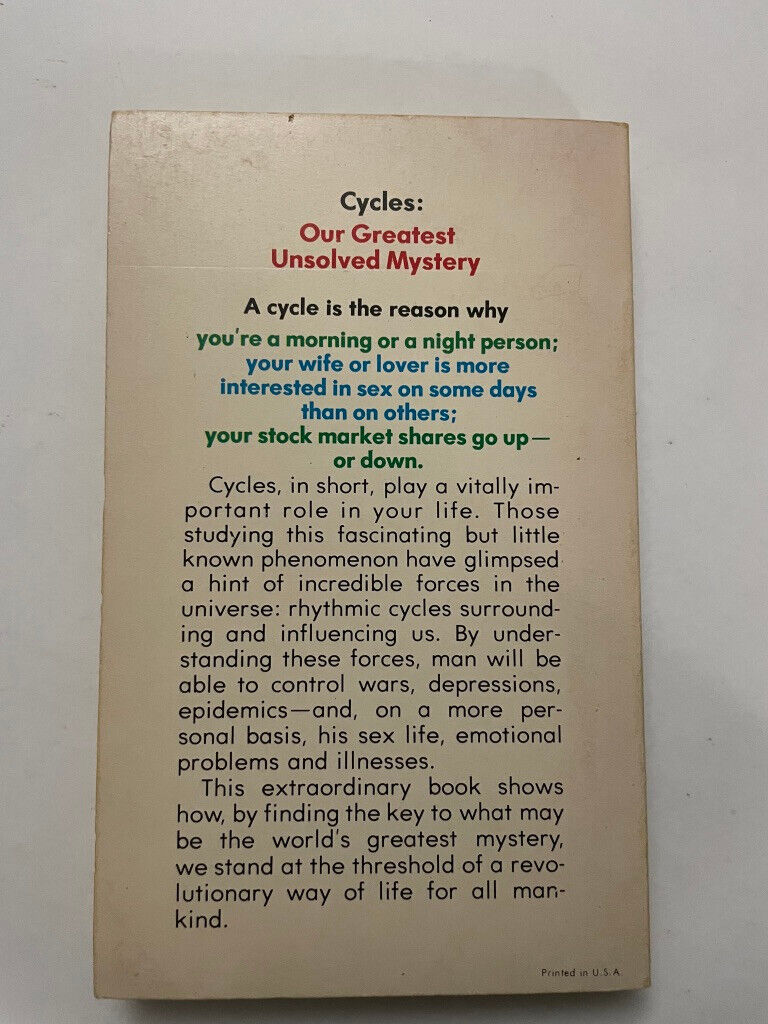 Cycles:
Our Greatest
Unsolved Mystery
A cycle is the reason why
you're a morning or a night person;
your wife or lover is more
interested in sex on some days
than on others;
your stock market shares go up—
or down.
Cycles, in short, play a vitally im-
portant role in your life. Those
studying this fascinating but little
known phenomenon have glimpsed
a hint of incredible forces in the
universe: rhythmic cycles surround-
ing and influencing us. By under-
standing these forces, man will be
able to control wars, depressions,
epidemics—and, on a more per-
sonal basis, his sex life, emotional
problems and illnesses.
This extraordinary book shows
how, by finding the key to what may
be the world's greatest mystery,
we stand at the threshold of a revo-
lutionary way of life for all man-
kind.
Printed in U.S.A.